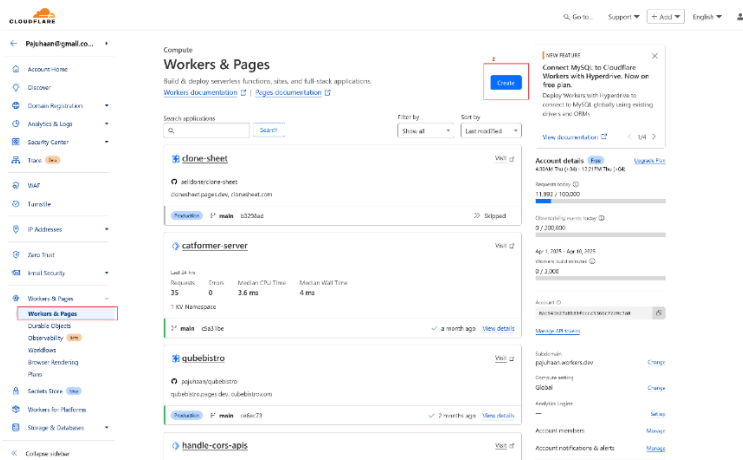 CLOUDFLARE
Go to...
Support
+ Add
English
Pajuhaan@gmail.co...
Account Home
Discover
Domain Registration
Analytics & Logs
Security Center
Trace Beta
WAF
Turnstile
IP Addresses
Zero Trust
Email Security
Workers & Pages
Workers & Pages
Durable Objects
Observability Beta
Workflows
Browser Rendering
Plans
Secrets Store Beta
Workers for Platforms
Storage & Databases
Collapse sidebar
Compute
Workers & Pages
Build & deploy serverless functions, sites, and full-stack applications.
Workers documentation
Pages documentation
2
Create
Search applications
Search
Filter by
Show all
Sort by
Last modified
clone-sheet
Visit
selldone/clone-sheet
clonesheet.pages.dev, clonesheet.com
Production
main
Skipped
catformer-server
Visit
Last 24 hrs
Requests
Errors
Median CPU Time
Median Wall Time
35
0
3.6 ms
4 ms
1 KV Namespace
main
a month ago
View details
qubebistro
Visit
pajuhaan/qubebistro
qubebistro.pages.dev, qubebistro.com
Production
main
2 months ago
View details
handle-cors-apis
Visit
NEW FEATURE
Connect MySQL to Cloudflare
Workers with Hyperdrive. Now on
free plan.
Deploy Workers with Hyperdrive to
connect to MySQL globally using existing
drivers and ORMs
View documentation
1/4
Account details Free
Upgrade Plan
Requests today
Observability events today
0 / 200,000
Apr 1, 2025 - Apr 10, 2025
Workers build minutes
0 / 3,000
Account ID
Manage API tokens
Subdomain
pajuhaan.workers.dev
Change
Compute setting
Global
Change
Analytics Engine
—
Set up
Account members
Manage
Account notifications & alerts
Manage